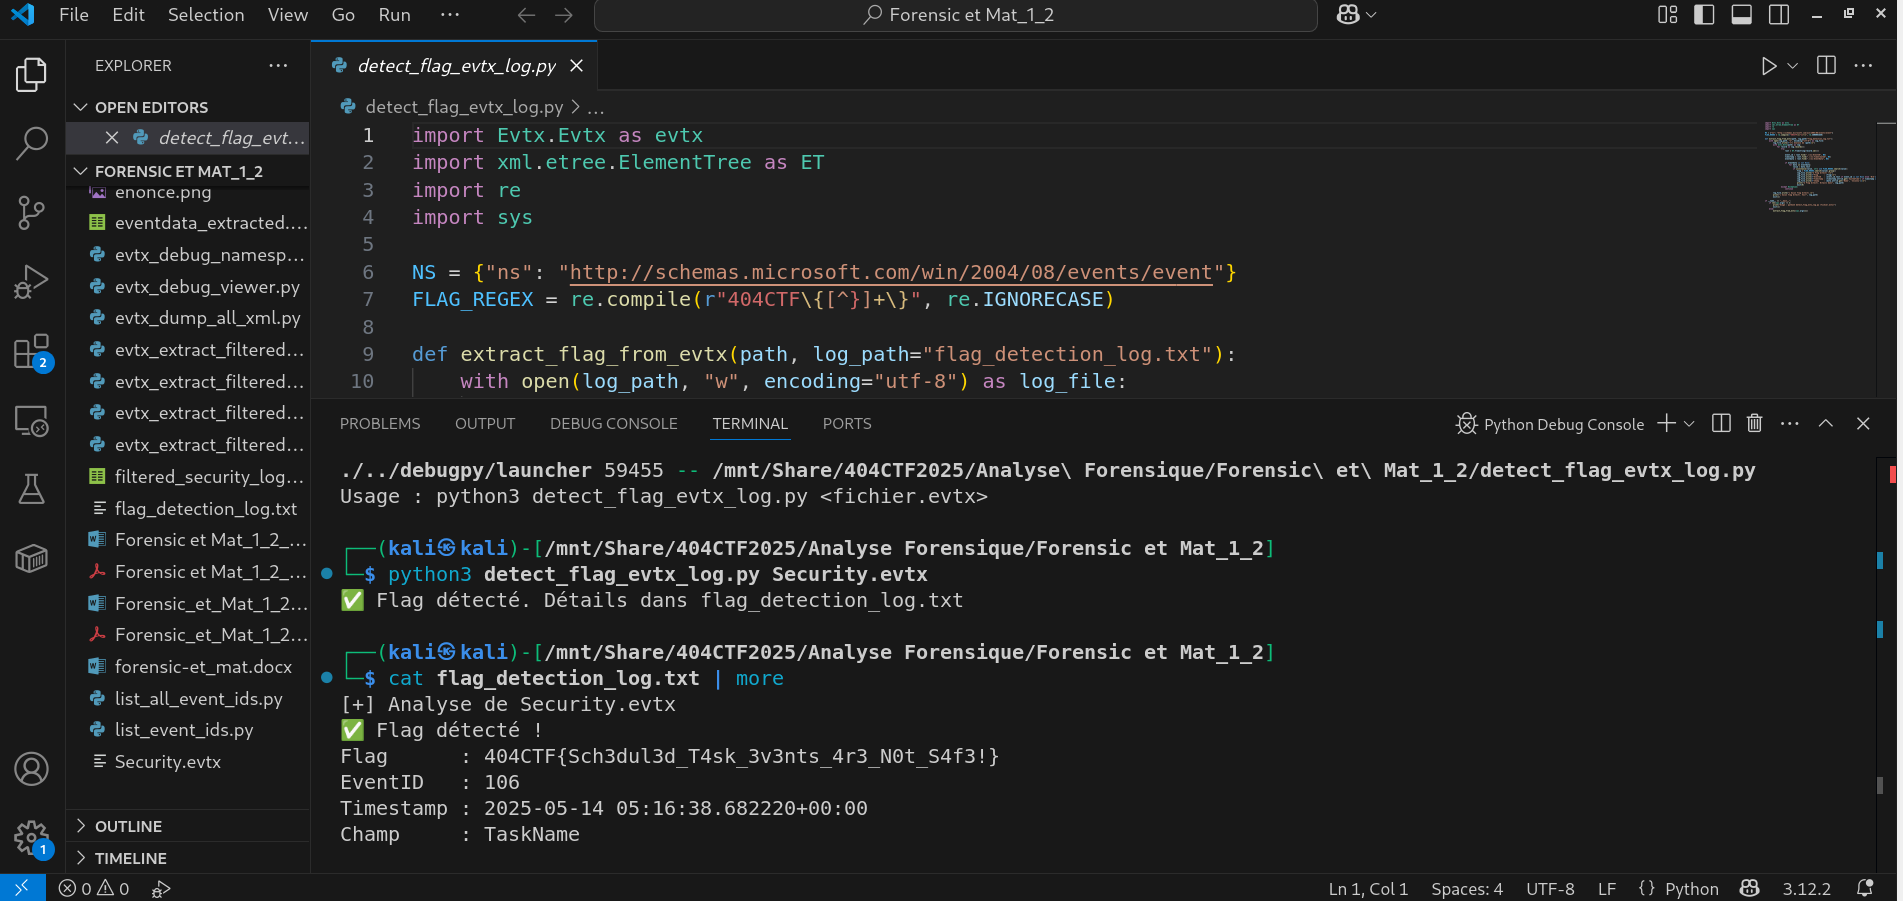 File Edit Selection View Go Run ···
Forensic et Mat_1_2
EXPLORER ···
OPEN EDITORS
detect_flag_evt...
FORENSIC ET MAT_1_2
enonce.png
eventdata_extracted....
evtx_debug_namesp...
evtx_debug_viewer.py
evtx_dump_all_xml.py
evtx_extract_filtered...
evtx_extract_filtered...
evtx_extract_filtered...
evtx_extract_filtered...
filtered_security_log...
flag_detection_log.txt
Forensic et Mat_1_2_...
Forensic et Mat_1_2_...
Forensic_et_Mat_1_2...
Forensic_et_Mat_1_2...
forensic-et_mat.docx
list_all_event_ids.py
list_event_ids.py
Security.evtx
OUTLINE
TIMELINE
2
1
detect_flag_evtx_log.py
detect_flag_evtx_log.py > ...
1 import Evtx.Evtx as evtx
2 import xml.etree.ElementTree as ET
3 import re
4 import sys
5
6 NS = {"ns": "http://schemas.microsoft.com/win/2004/08/events/event"}
7 FLAG_REGEX = re.compile(r"404CTF\{[^}]+\}", re.IGNORECASE)
8
9 def extract_flag_from_evtx(path, log_path="flag_detection_log.txt"):
10 with open(log_path, "w", encoding="utf-8") as log_file:
PROBLEMS OUTPUT DEBUG CONSOLE TERMINAL PORTS
Python Debug Console
./../debugpy/launcher 59455 -- /mnt/Share/404CTF2025/Analyse\ Forensique/Forensic\ et\ Mat_1_2/detect_flag_evtx_log.py
Usage : python3 detect_flag_evtx_log.py <fichier.evtx>
┌──(kali㉿kali)-[/mnt/Share/404CTF2025/Analyse Forensique/Forensic et Mat_1_2]
└─$ python3 detect_flag_evtx_log.py Security.evtx
✅ Flag détecté. Détails dans flag_detection_log.txt
┌──(kali㉿kali)-[/mnt/Share/404CTF2025/Analyse Forensique/Forensic et Mat_1_2]
└─$ cat flag_detection_log.txt | more
[+] Analyse de Security.evtx
✅ Flag détecté !
Flag : 404CTF{Sch3dul3d_T4sk_3v3nts_4r3_N0t_S4f3!}
EventID : 106
Timestamp : 2025-05-14 05:16:38.682220+00:00
Champ : TaskName
0 0
Ln 1, Col 1 Spaces: 4 UTF-8 LF {} Python 3.12.2